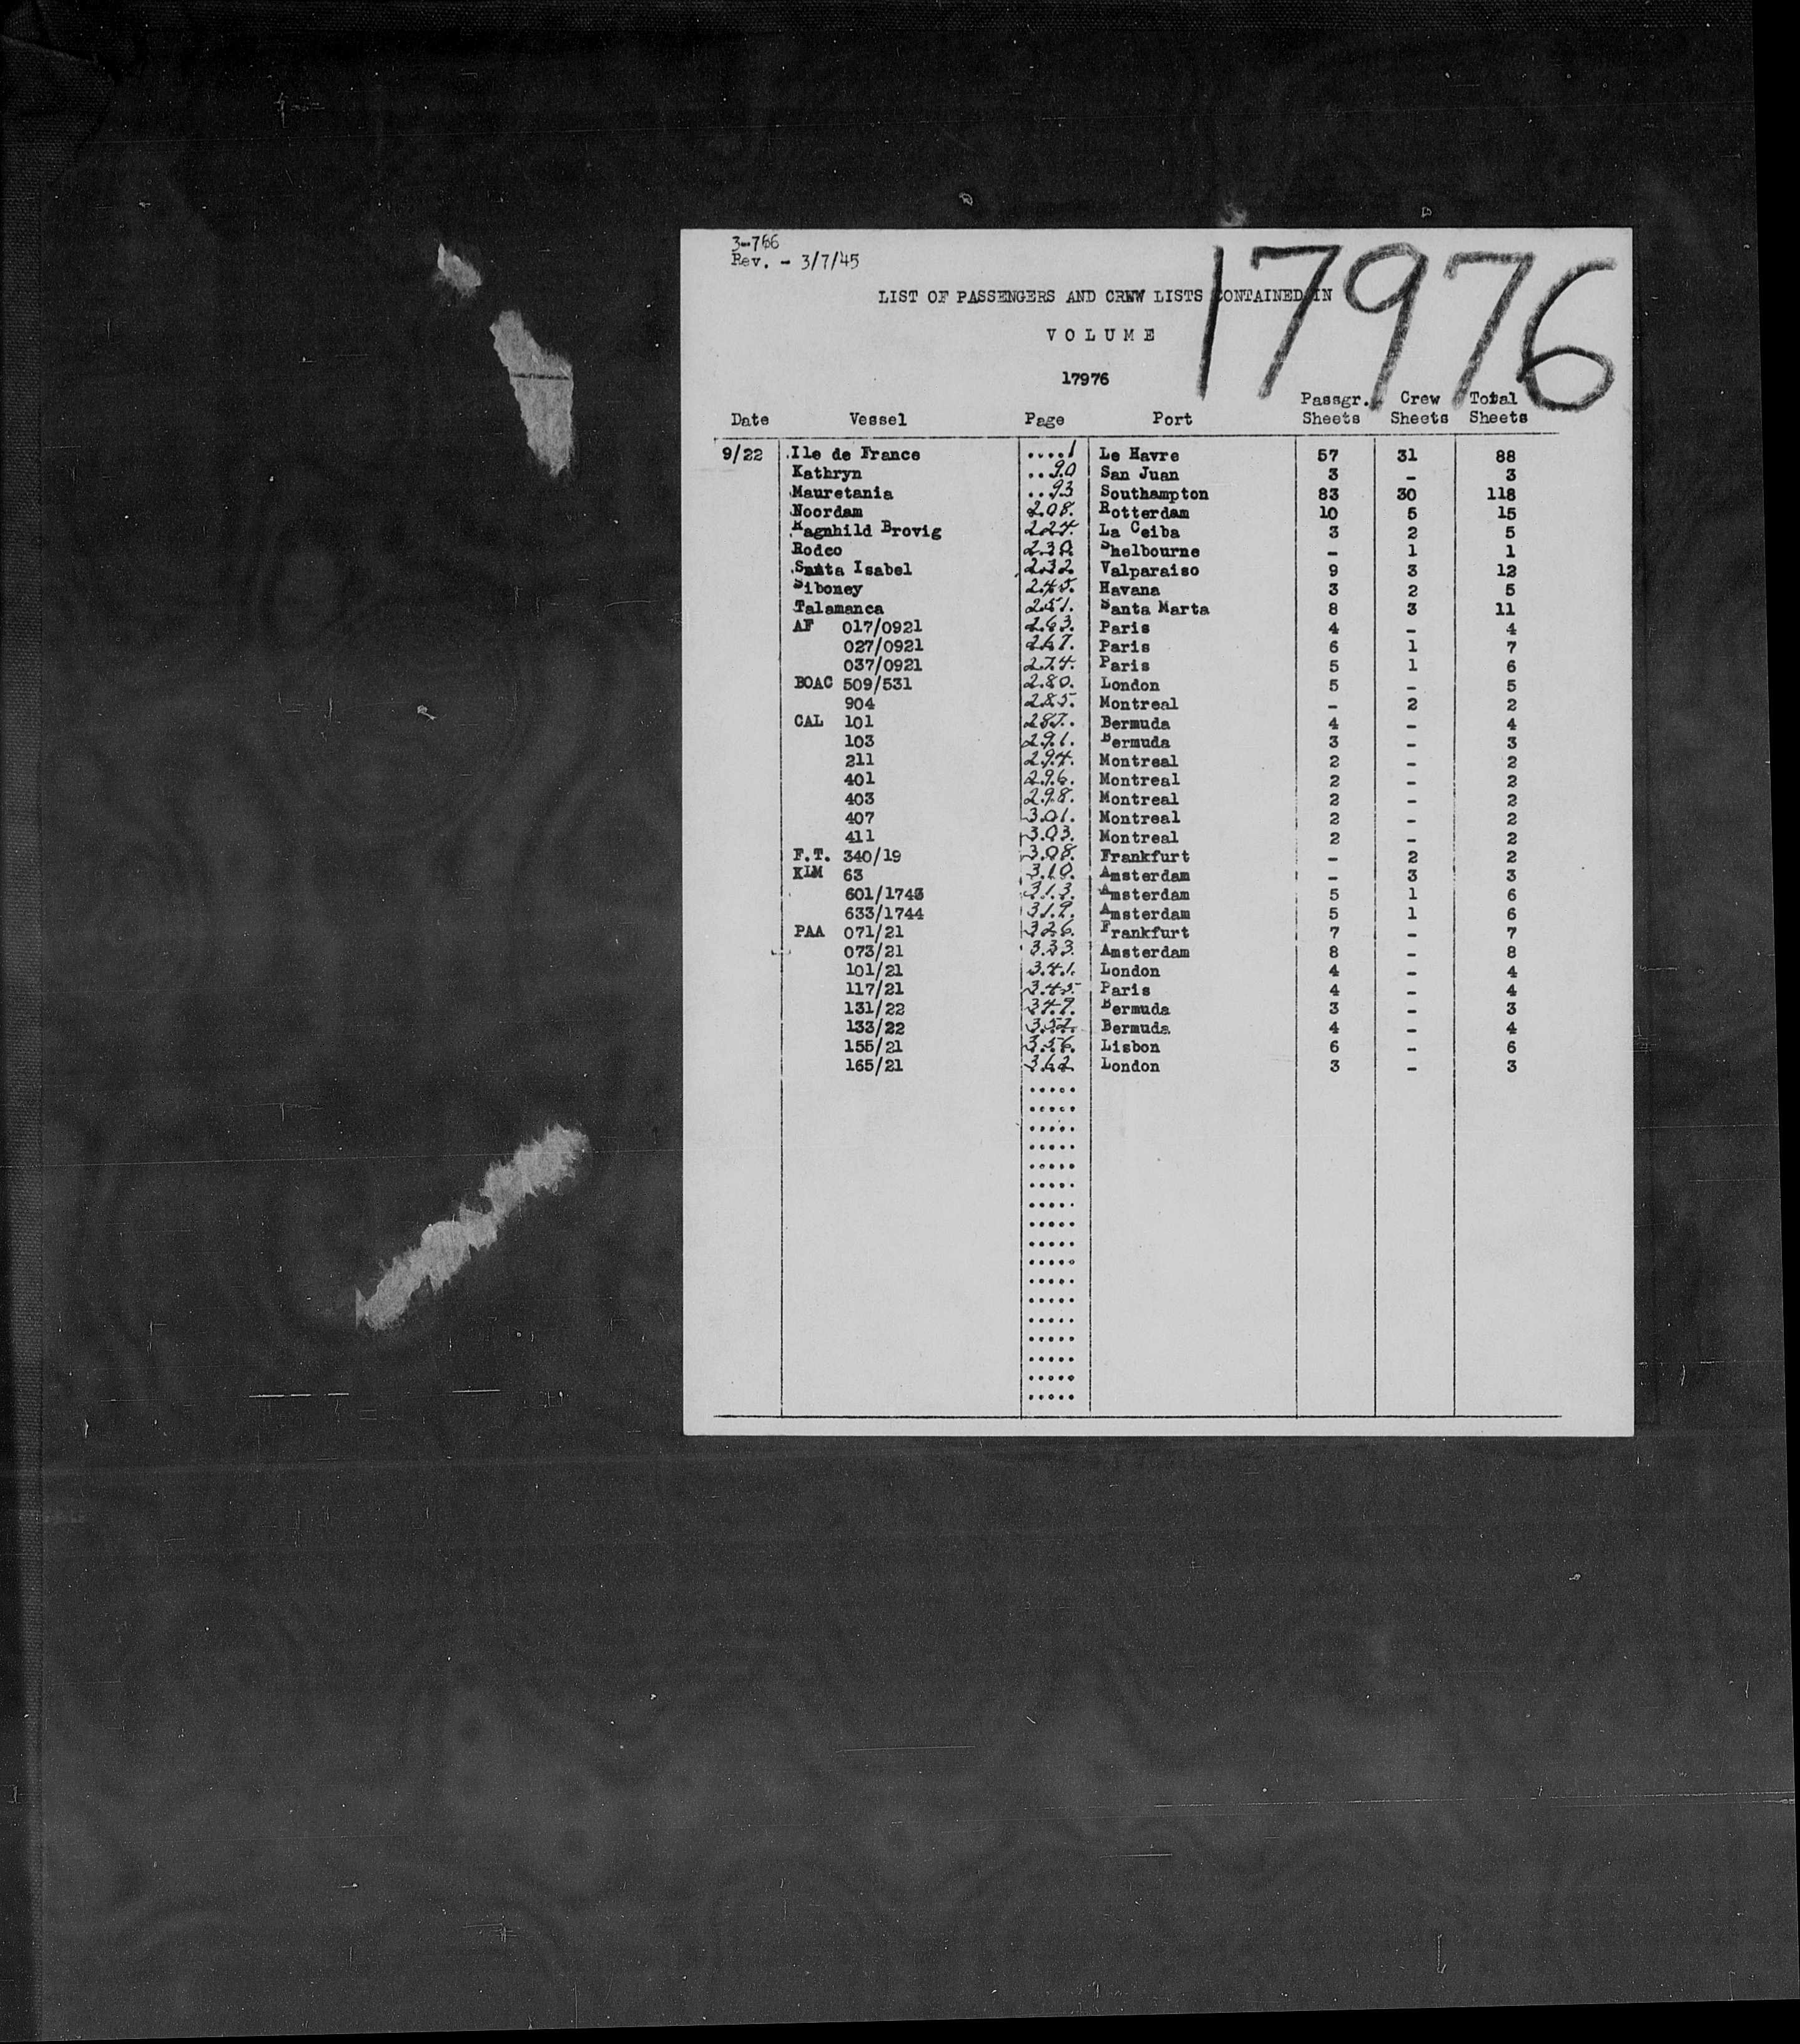 3-766
Rev. - 3/7/45
17976
LIST OF PASSENGERS AND CRWW LISTS CONTAINED IN
VOLUME
17976
Date Vessel Page Port Passgr. Sheets Crew Sheets Total Sheets
9/22 Ile de France ....1 Le Havre 57 31 88
Kathryn ..90 San Juan 3 - 3
Mauretania ..93 Southampton 83 30 118
Noordam 208. Rotterdam 10 5 15
Ragnhild Brovig 224. La Ceiba 3 2 5
Rodeo 230. Shelbourne - 1 1
Santa Isabel 232 Valparaiso 9 3 12
Siboney 245. Havana 3 2 5
Talamanca 251. Santa Marta 8 3 11
AF 017/0921 263. Paris 4 - 4
027/0921 267. Paris 6 1 7
037/0921 274. Paris 5 1 6
BOAC 509/531 280. London 5 - 5
904 285. Montreal - 2 2
CAL 101 287. Bermuda 4 - 4
103 291. Bermuda 3 - 3
211 294. Montreal 2 - 2
401 296. Montreal 2 - 2
403 298. Montreal 2 - 2
407 301. Montreal 2 - 2
411 303. Montreal 2 - 2
F.T. 340/19 308. Frankfurt - 2 2
KLM 63 310. Amsterdam - 3 3
601/1743 313. Amsterdam 5 1 6
633/1744 319. Amsterdam 5 1 6
PAA 071/21 326. Frankfurt 7 - 7
073/21 333. Amsterdam 8 - 8
101/21 341. London 4 - 4
117/21 345 Paris 4 - 4
131/22 349. Bermuda 3 - 3
133/22 352. Bermuda 4 - 4
155/21 356. Lisbon 6 - 6
165/21 362 London 3 - 3